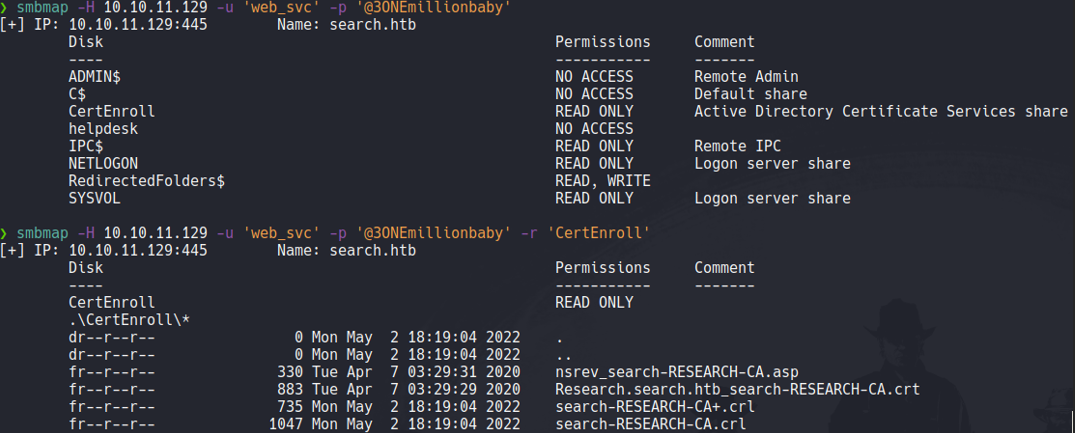 ❯ smbmap -H 10.10.11.129 -u 'web_svc' -p '@3ONEmillionbaby'
[+] IP: 10.10.11.129:445 Name: search.htb
Disk Permissions Comment
---- ----------- -------
ADMIN$ NO ACCESS Remote Admin
C$ NO ACCESS Default share
CertEnroll READ ONLY Active Directory Certificate Services share
helpdesk NO ACCESS
IPC$ READ ONLY Remote IPC
NETLOGON READ ONLY Logon server share
RedirectedFolders$ READ, WRITE
SYSVOL READ ONLY Logon server share
❯ smbmap -H 10.10.11.129 -u 'web_svc' -p '@3ONEmillionbaby' -r 'CertEnroll'
[+] IP: 10.10.11.129:445 Name: search.htb
Disk Permissions Comment
---- ----------- -------
CertEnroll READ ONLY
.\CertEnroll\*
dr--r--r-- 0 Mon May 2 18:19:04 2022 .
dr--r--r-- 0 Mon May 2 18:19:04 2022 ..
fr--r--r-- 330 Tue Apr 7 03:29:31 2020 nsrev_search-RESEARCH-CA.asp
fr--r--r-- 883 Tue Apr 7 03:29:29 2020 Research.search.htb_search-RESEARCH-CA.crt
fr--r--r-- 735 Mon May 2 18:19:04 2022 search-RESEARCH-CA+.crl
fr--r--r-- 1047 Mon May 2 18:19:04 2022 search-RESEARCH-CA.crl